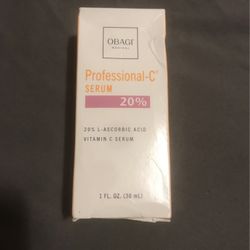 OBAGI
MEDICAL
Professional-C®
SERUM
20%
20% L-ASCORBIC ACID
VITAMIN C SERUM
1 FL. OZ. (30 mL)